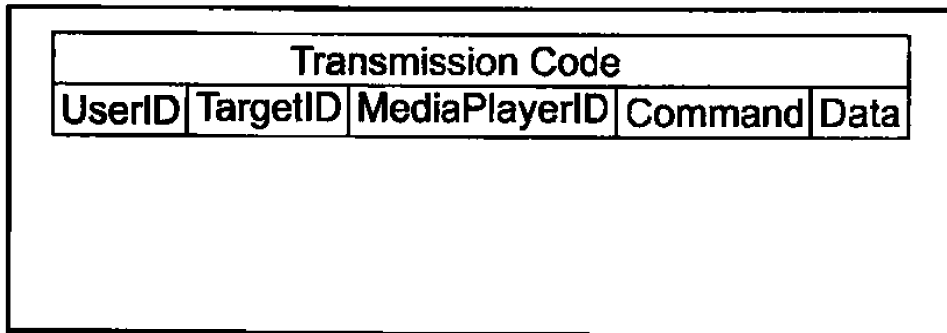 Transmission Code
UserID TargetID MediaPlayerID Command Data